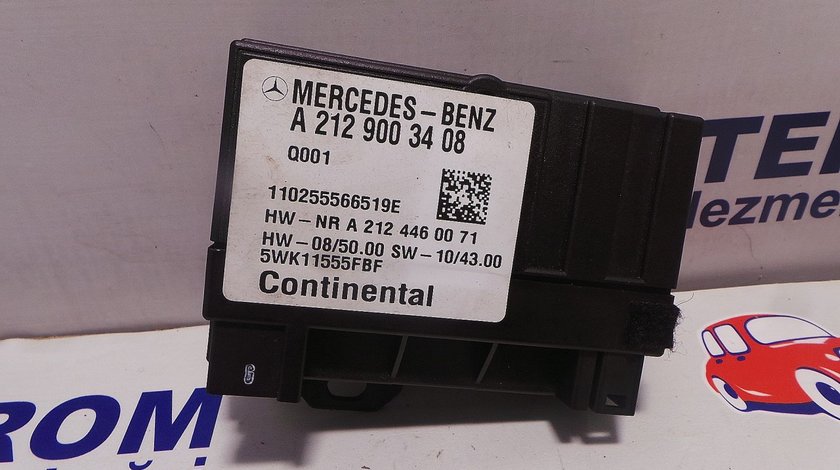 MERCEDES-BENZ
A 212 900 34 08
Q001
110255566519E
HW-NR A 212 446 00 71
HW-08/50.00 SW-10/43.00
5WK11555FBF
Continental